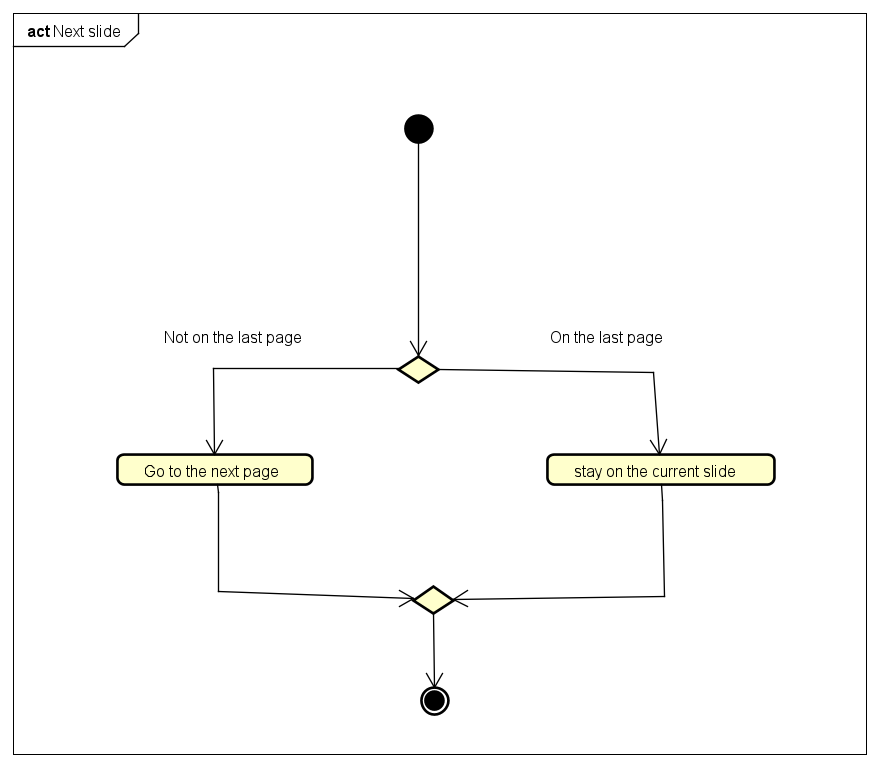 act Next slide
Not on the last page
On the last page
Go to the next page
stay on the current slide